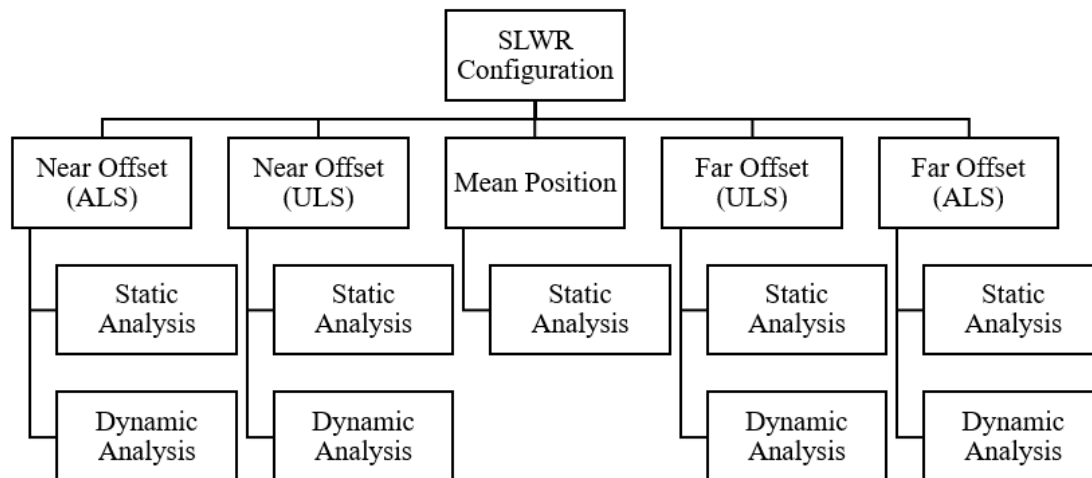 SLWR
Configuration
Near Offset
(ALS)
Near Offset
(ULS)
Mean Position
Far Offset
(ULS)
Far Offset
(ALS)
Static
Analysis
Static
Analysis
Static
Analysis
Static
Analysis
Static
Analysis
Dynamic
Analysis
Dynamic
Analysis
Dynamic
Analysis
Dynamic
Analysis